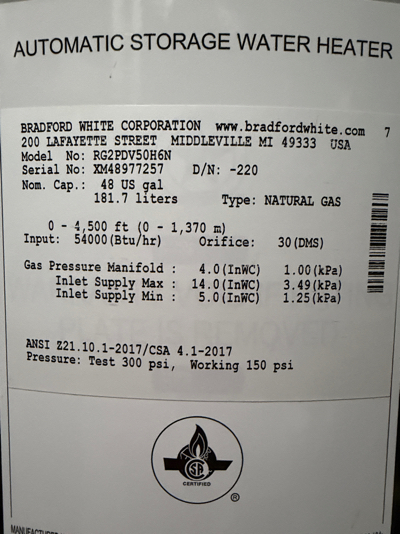 AUTOMATIC STORAGE WATER HEATER
BRADFORD WHITE CORPORATION www.bradfordwhite.com 7
200 LAFAYETTE STREET MIDDLEVILLE MI 49333 USA
Model No: RG2PDV50H6N
Serial No: XM48977257 D/N: -220
Nom. Cap.: 48 US gal
181.7 liters Type: NATURAL GAS
0 - 4,500 ft (0 - 1,370 m)
Input: 54000(Btu/hr) Orifice: 30(DMS)
Gas Pressure Manifold : 4.0(InWC) 1.00(kPa)
Inlet Supply Max : 14.0(InWC) 3.49(kPa)
Inlet Supply Min : 5.0(InWC) 1.25(kPa)
ANSI Z21.10.1-2017/CSA 4.1-2017
Pressure: Test 300 psi, Working 150 psi
CERTIFIED
®